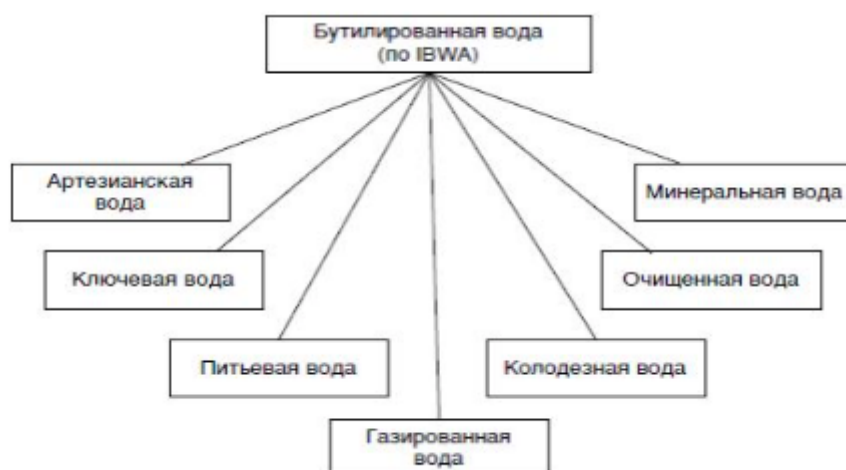 Бутилированная вода
(по IBWA)
Артезианская
вода
Минеральная вода
Ключевая вода
Очищенная вода
Питьевая вода
Колодезная вода
Газированная
вода